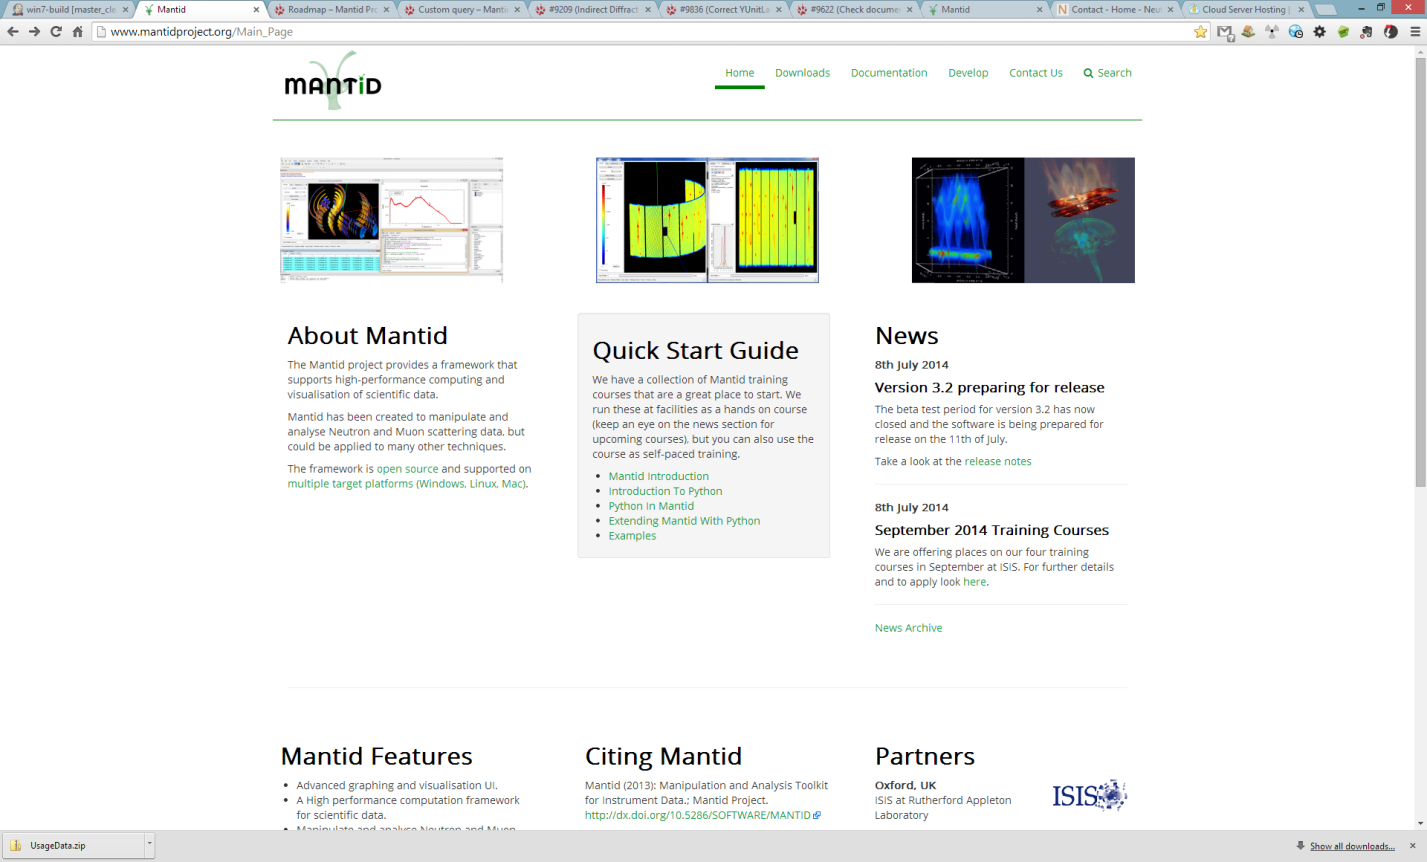 win7-build [master_cle
Mantid
Roadmap – Mantid Pro
Custom query – Manti
#9209 (Indirect Diffract
#9836 (Correct YUnitLa
#9622 (Check docume
Mantid
Contact - Home - Neu
Cloud Server Hosting |
www.mantidproject.org/Main_Page
MANTID
Home
Downloads
Documentation
Develop
Contact Us
Search
About Mantid
The Mantid project provides a framework that
supports high-performance computing and
visualisation of scientific data.
Mantid has been created to manipulate and
analyse Neutron and Muon scattering data, but
could be applied to many other techniques.
The framework is open source and supported on
multiple target platforms (Windows, Linux, Mac).
Quick Start Guide
We have a collection of Mantid training
courses that are a great place to start. We
run these at facilities as a hands on course
(keep an eye on the news section for
upcoming courses), but you can also use the
course as self-paced training.
• Mantid Introduction
• Introduction To Python
• Python In Mantid
• Extending Mantid With Python
• Examples
News
8th July 2014
Version 3.2 preparing for release
The beta test period for version 3.2 has now
closed and the software is being prepared for
release on the 11th of July.
Take a look at the release notes
8th July 2014
September 2014 Training Courses
We are offering places on our four training
courses in September at ISIS. For further details
and to apply look here.
News Archive
Mantid Features
• Advanced graphing and visualisation UI.
• A High performance computation framework
for scientific data.
• Manipulate and analyse Neutron and Muon
Citing Mantid
Mantid (2013): Manipulation and Analysis Toolkit
for Instrument Data.; Mantid Project.
http://dx.doi.org/10.5286/SOFTWARE/MANTID
Partners
Oxford, UK
ISIS at Rutherford Appleton
Laboratory
ISIS
UsageData.zip
Show all downloads...